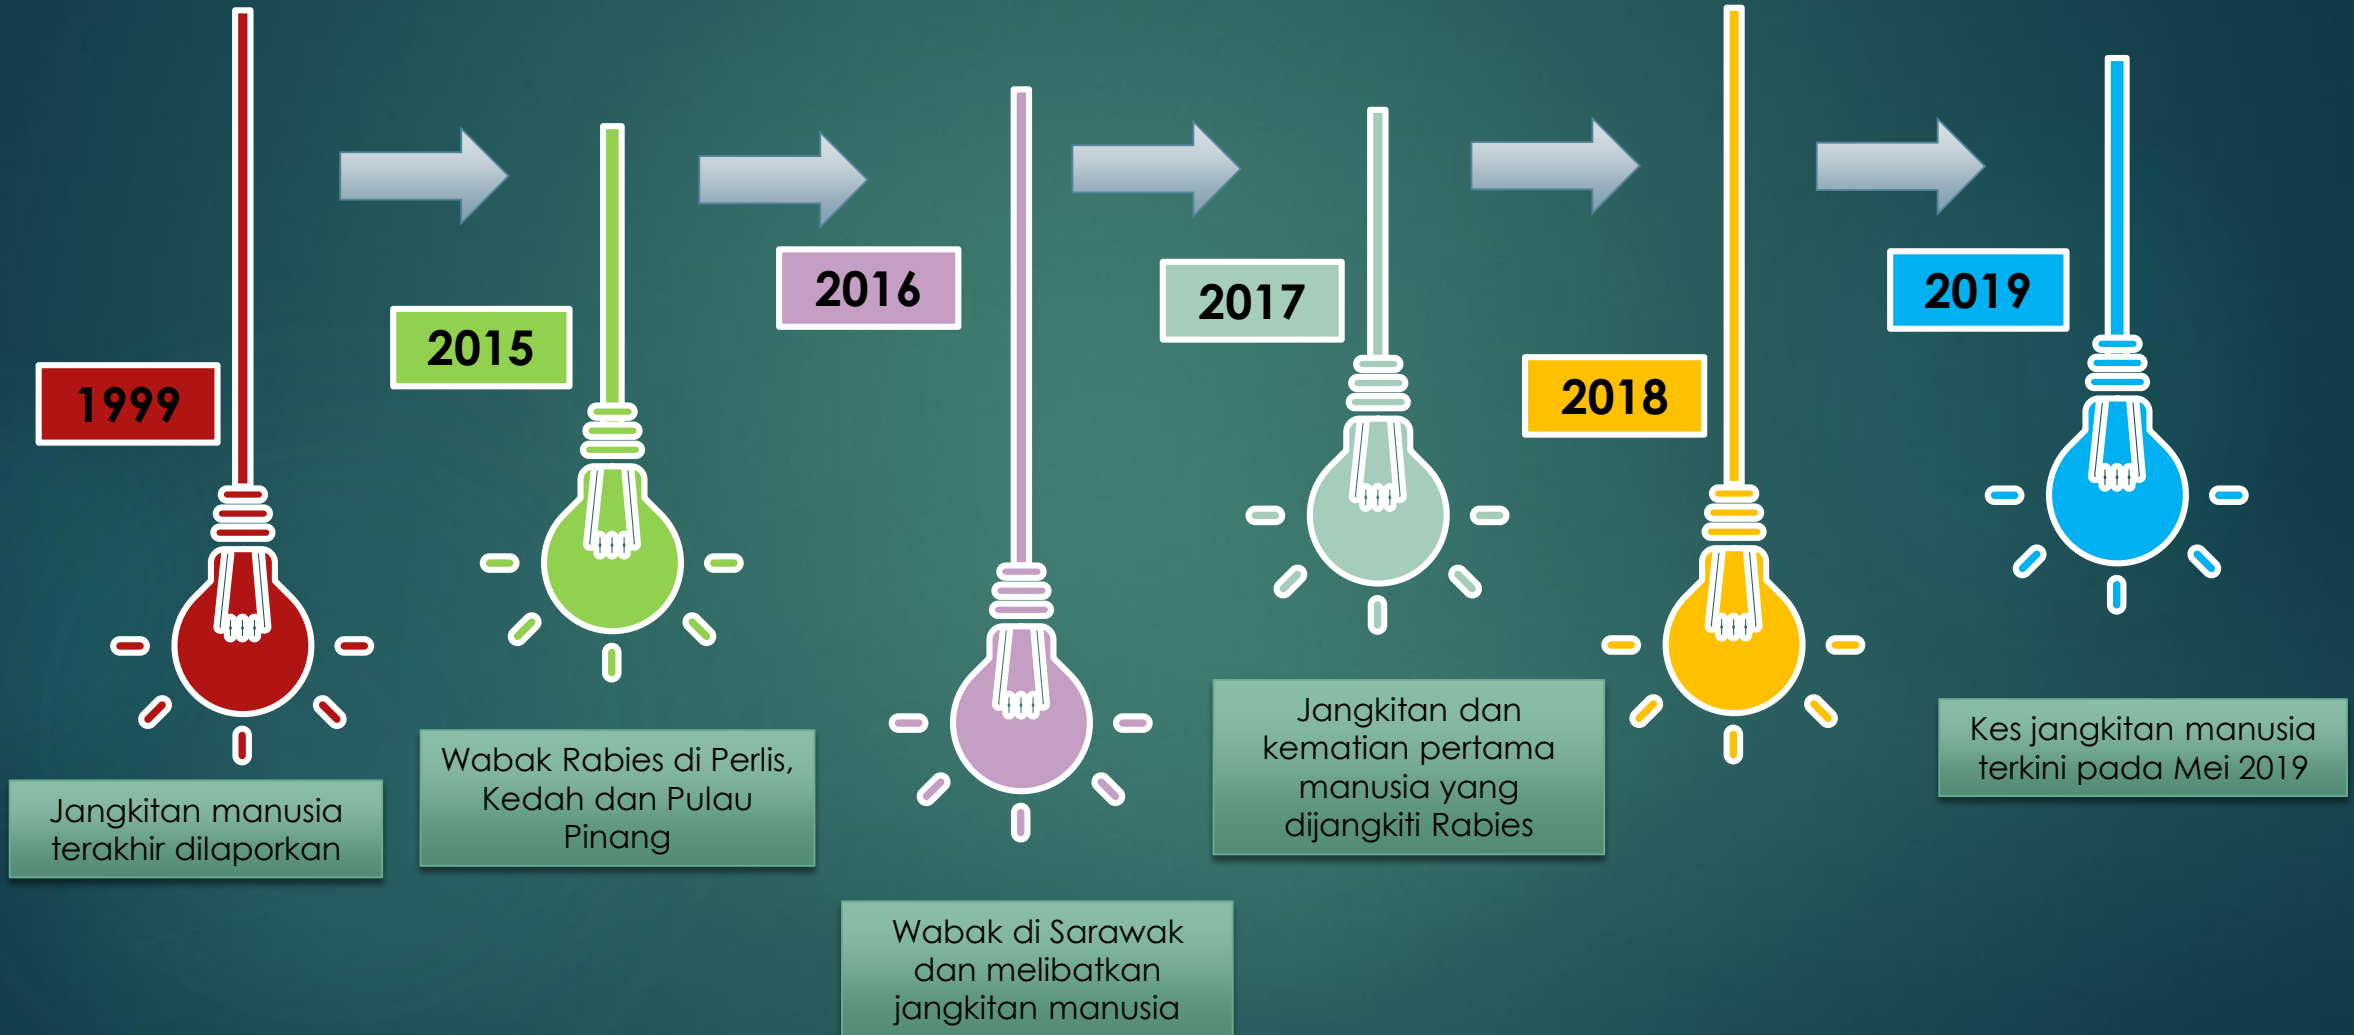 1999
Jangkitan manusia
terakhir dilaporkan
2015
Wabak Rabies di Perlis,
Kedah dan Pulau
Pinang
2016
Wabak di Sarawak
dan melibatkan
jangkitan manusia
2017
Jangkitan dan
kematian pertama
manusia yang
dijangkiti Rabies
2018
2019
Kes jangkitan manusia
terkini pada Mei 2019